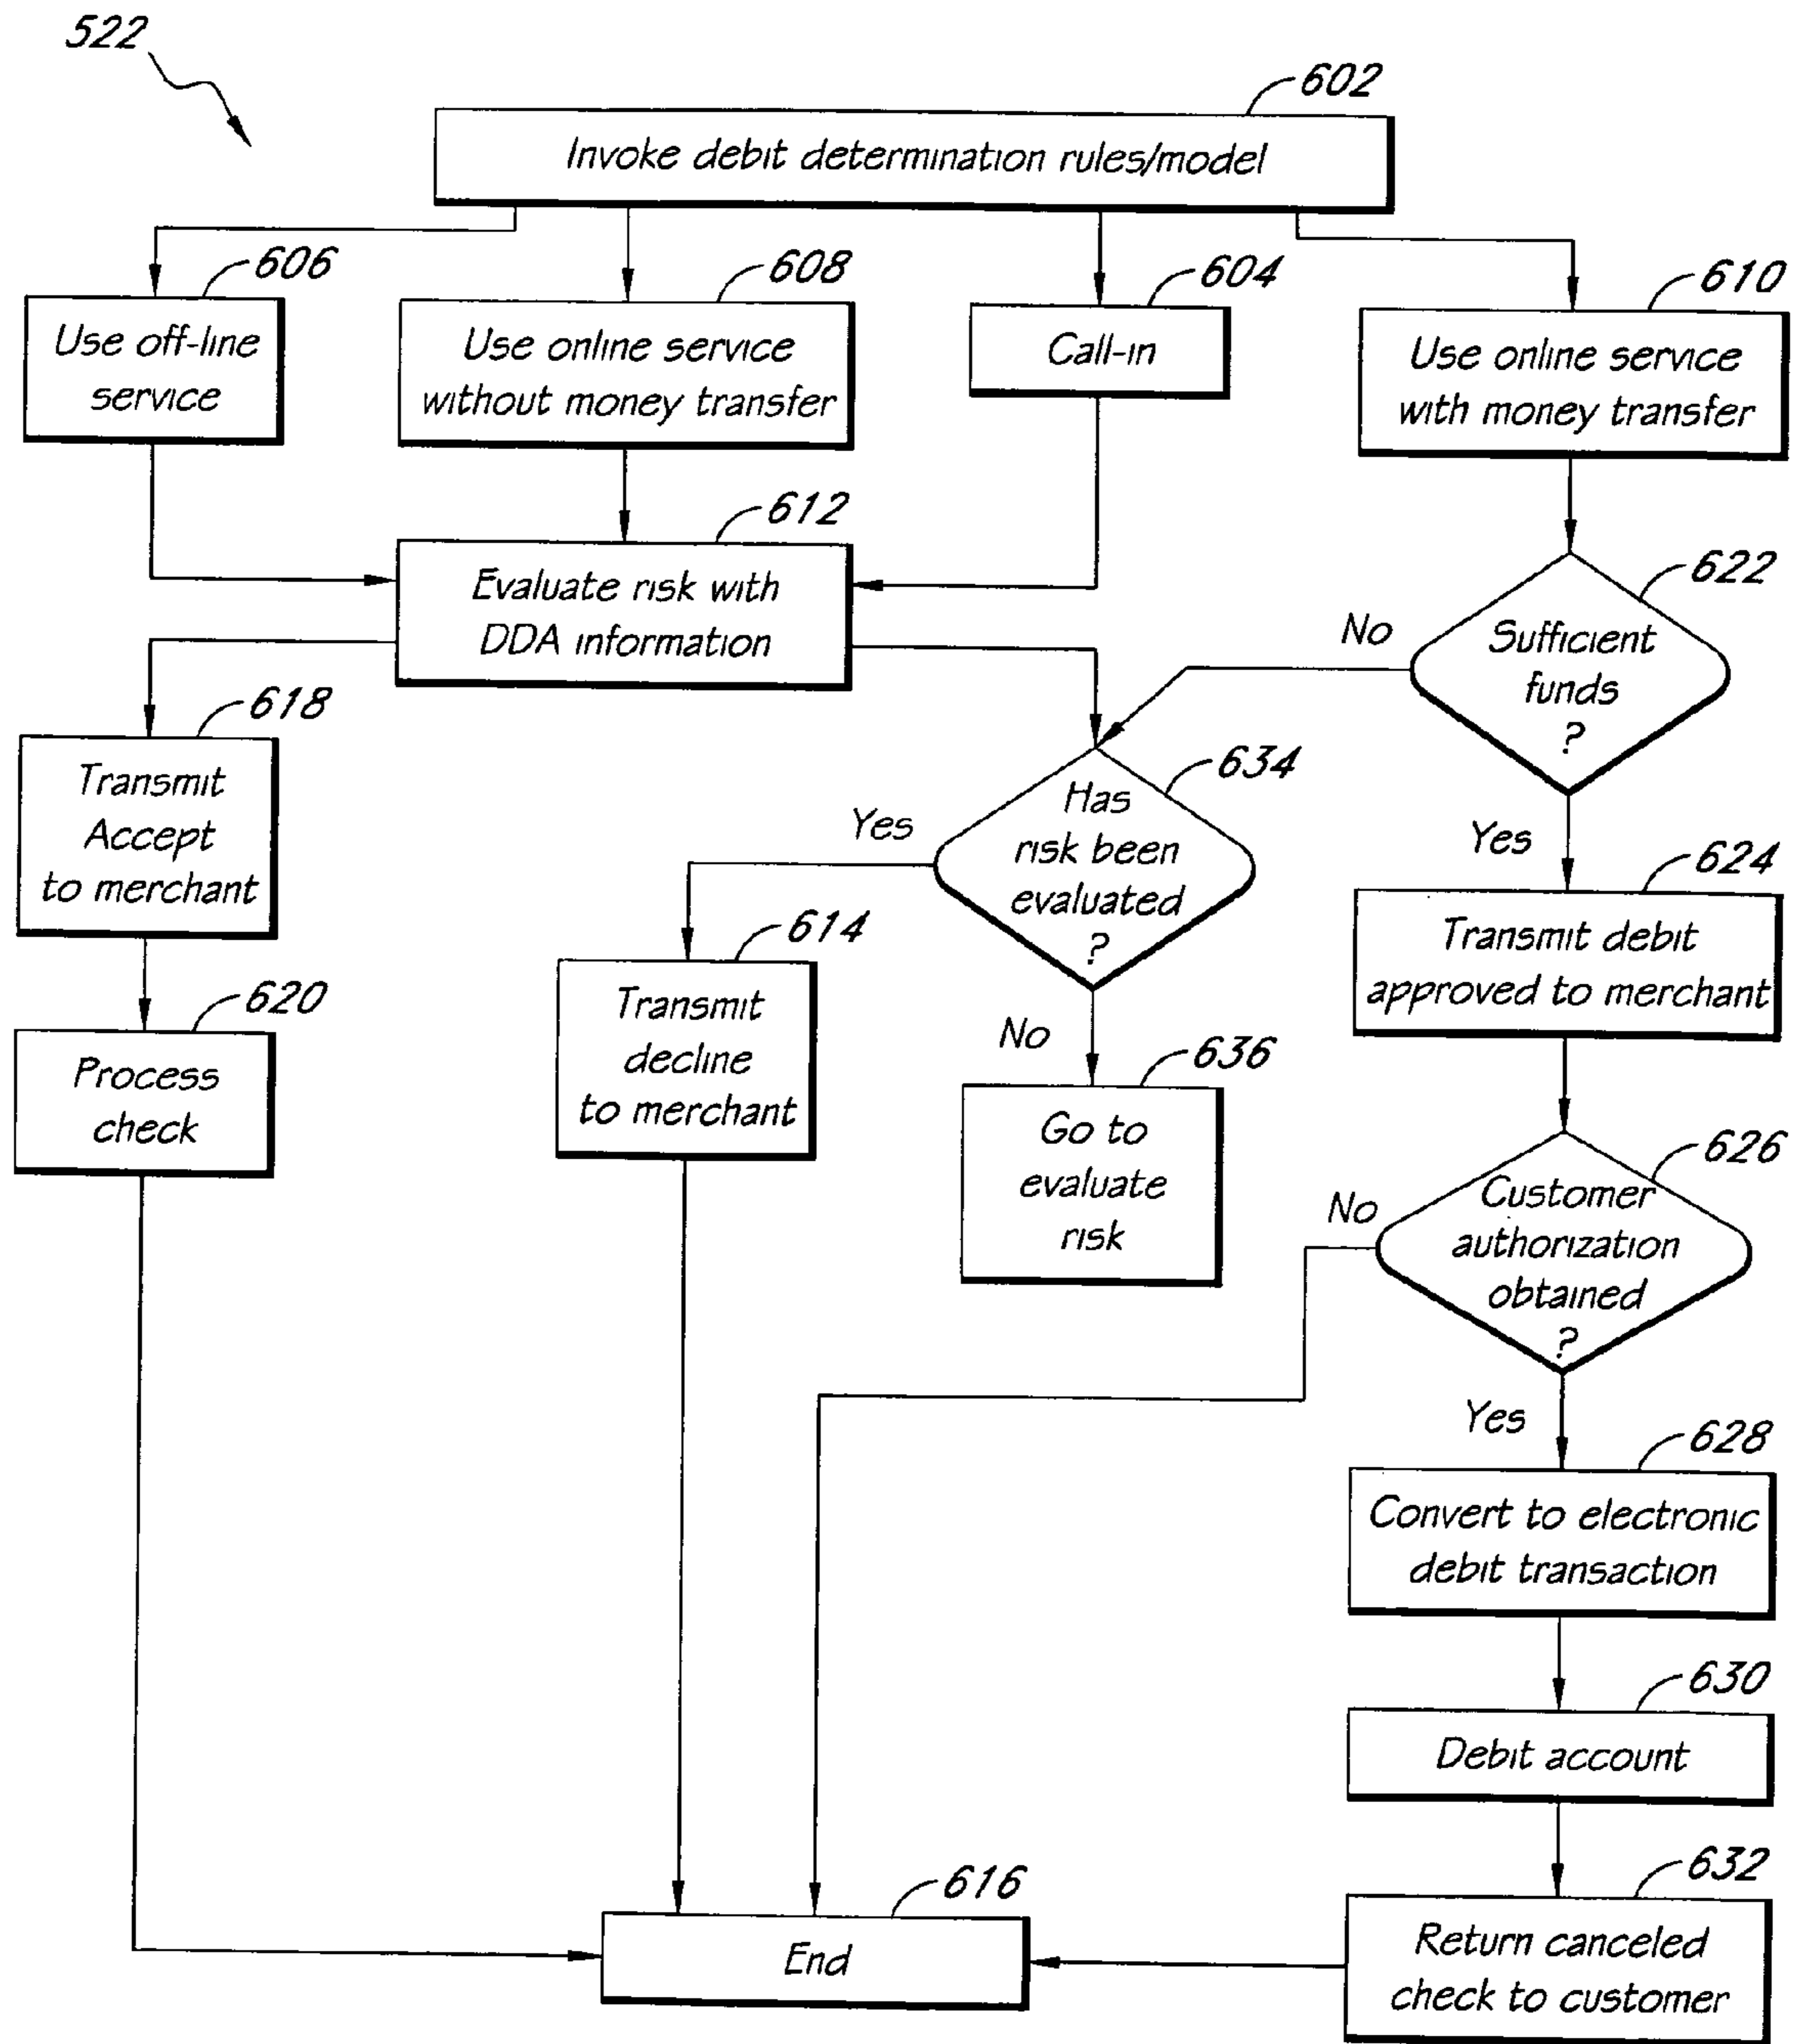 522
602
Invoke debit determination rules/model
606
608
604
610
Use off-line
service
Use online service
without money transfer
Call-in
Use online service
with money transfer
612
Evaluate risk with
DDA information
622
No
Sufficient
funds
?
618
Transmit
Accept
to merchant
634
Yes
Has
risk been
evaluated
?
Yes
624
Transmit debit
approved to merchant
614
Transmit
decline
to merchant
620
Process
check
No
636
Go to
evaluate
risk
626
No
Customer
authorization
obtained
?
Yes
628
Convert to electronic
debit transaction
630
Debit account
632
Return canceled
check to customer
616
End